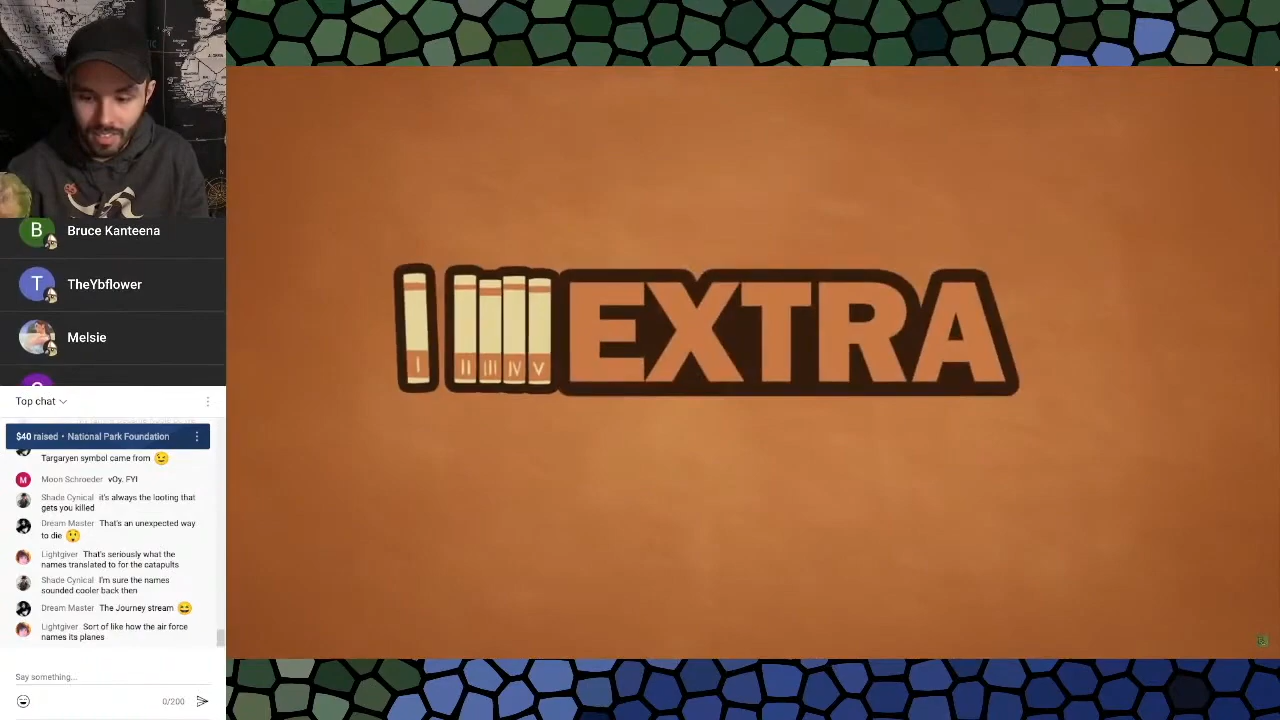 USA
Bruce Kanteena
B
TheYbflower
T
Melsie
Top chat
$40 raised • National Park Foundation
Targaryen symbol came from 😉
M
Moon Schroeder vOy. FYI
Shade Cynical it's always the looting that
gets you killed
Dream Master That's an unexpected way
to die 😲
Lightgiver That's seriously what the
names translated to for the catapults
Shade Cynical I'm sure the names
sounded cooler back then
Dream Master The Journey stream 😄
Lightgiver Sort of like how the air force
names its planes
Say something...
0/200
I II III IV V EXTRA